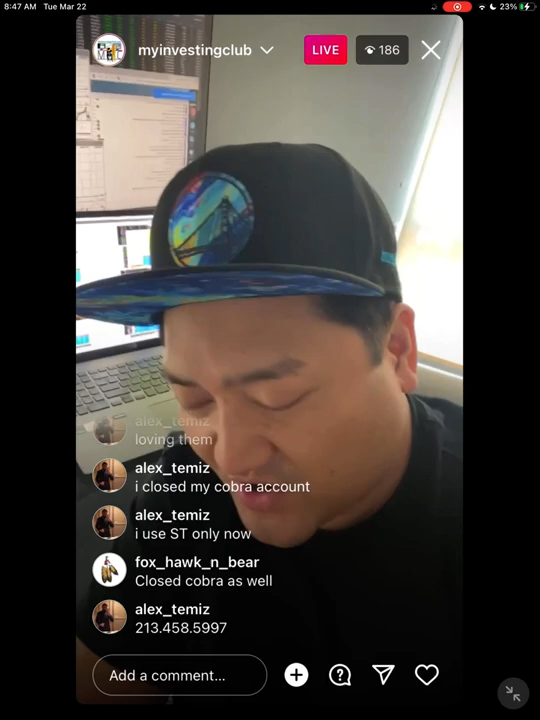 8:47 AM Tue Mar 22
23%
myinvestingclub
LIVE
186
alex_temiz
loving them
alex_temiz
i closed my cobra account
alex_temiz
i use ST only now
fox_hawk_n_bear
Closed cobra as well
alex_temiz
213.458.5997
Add a comment...